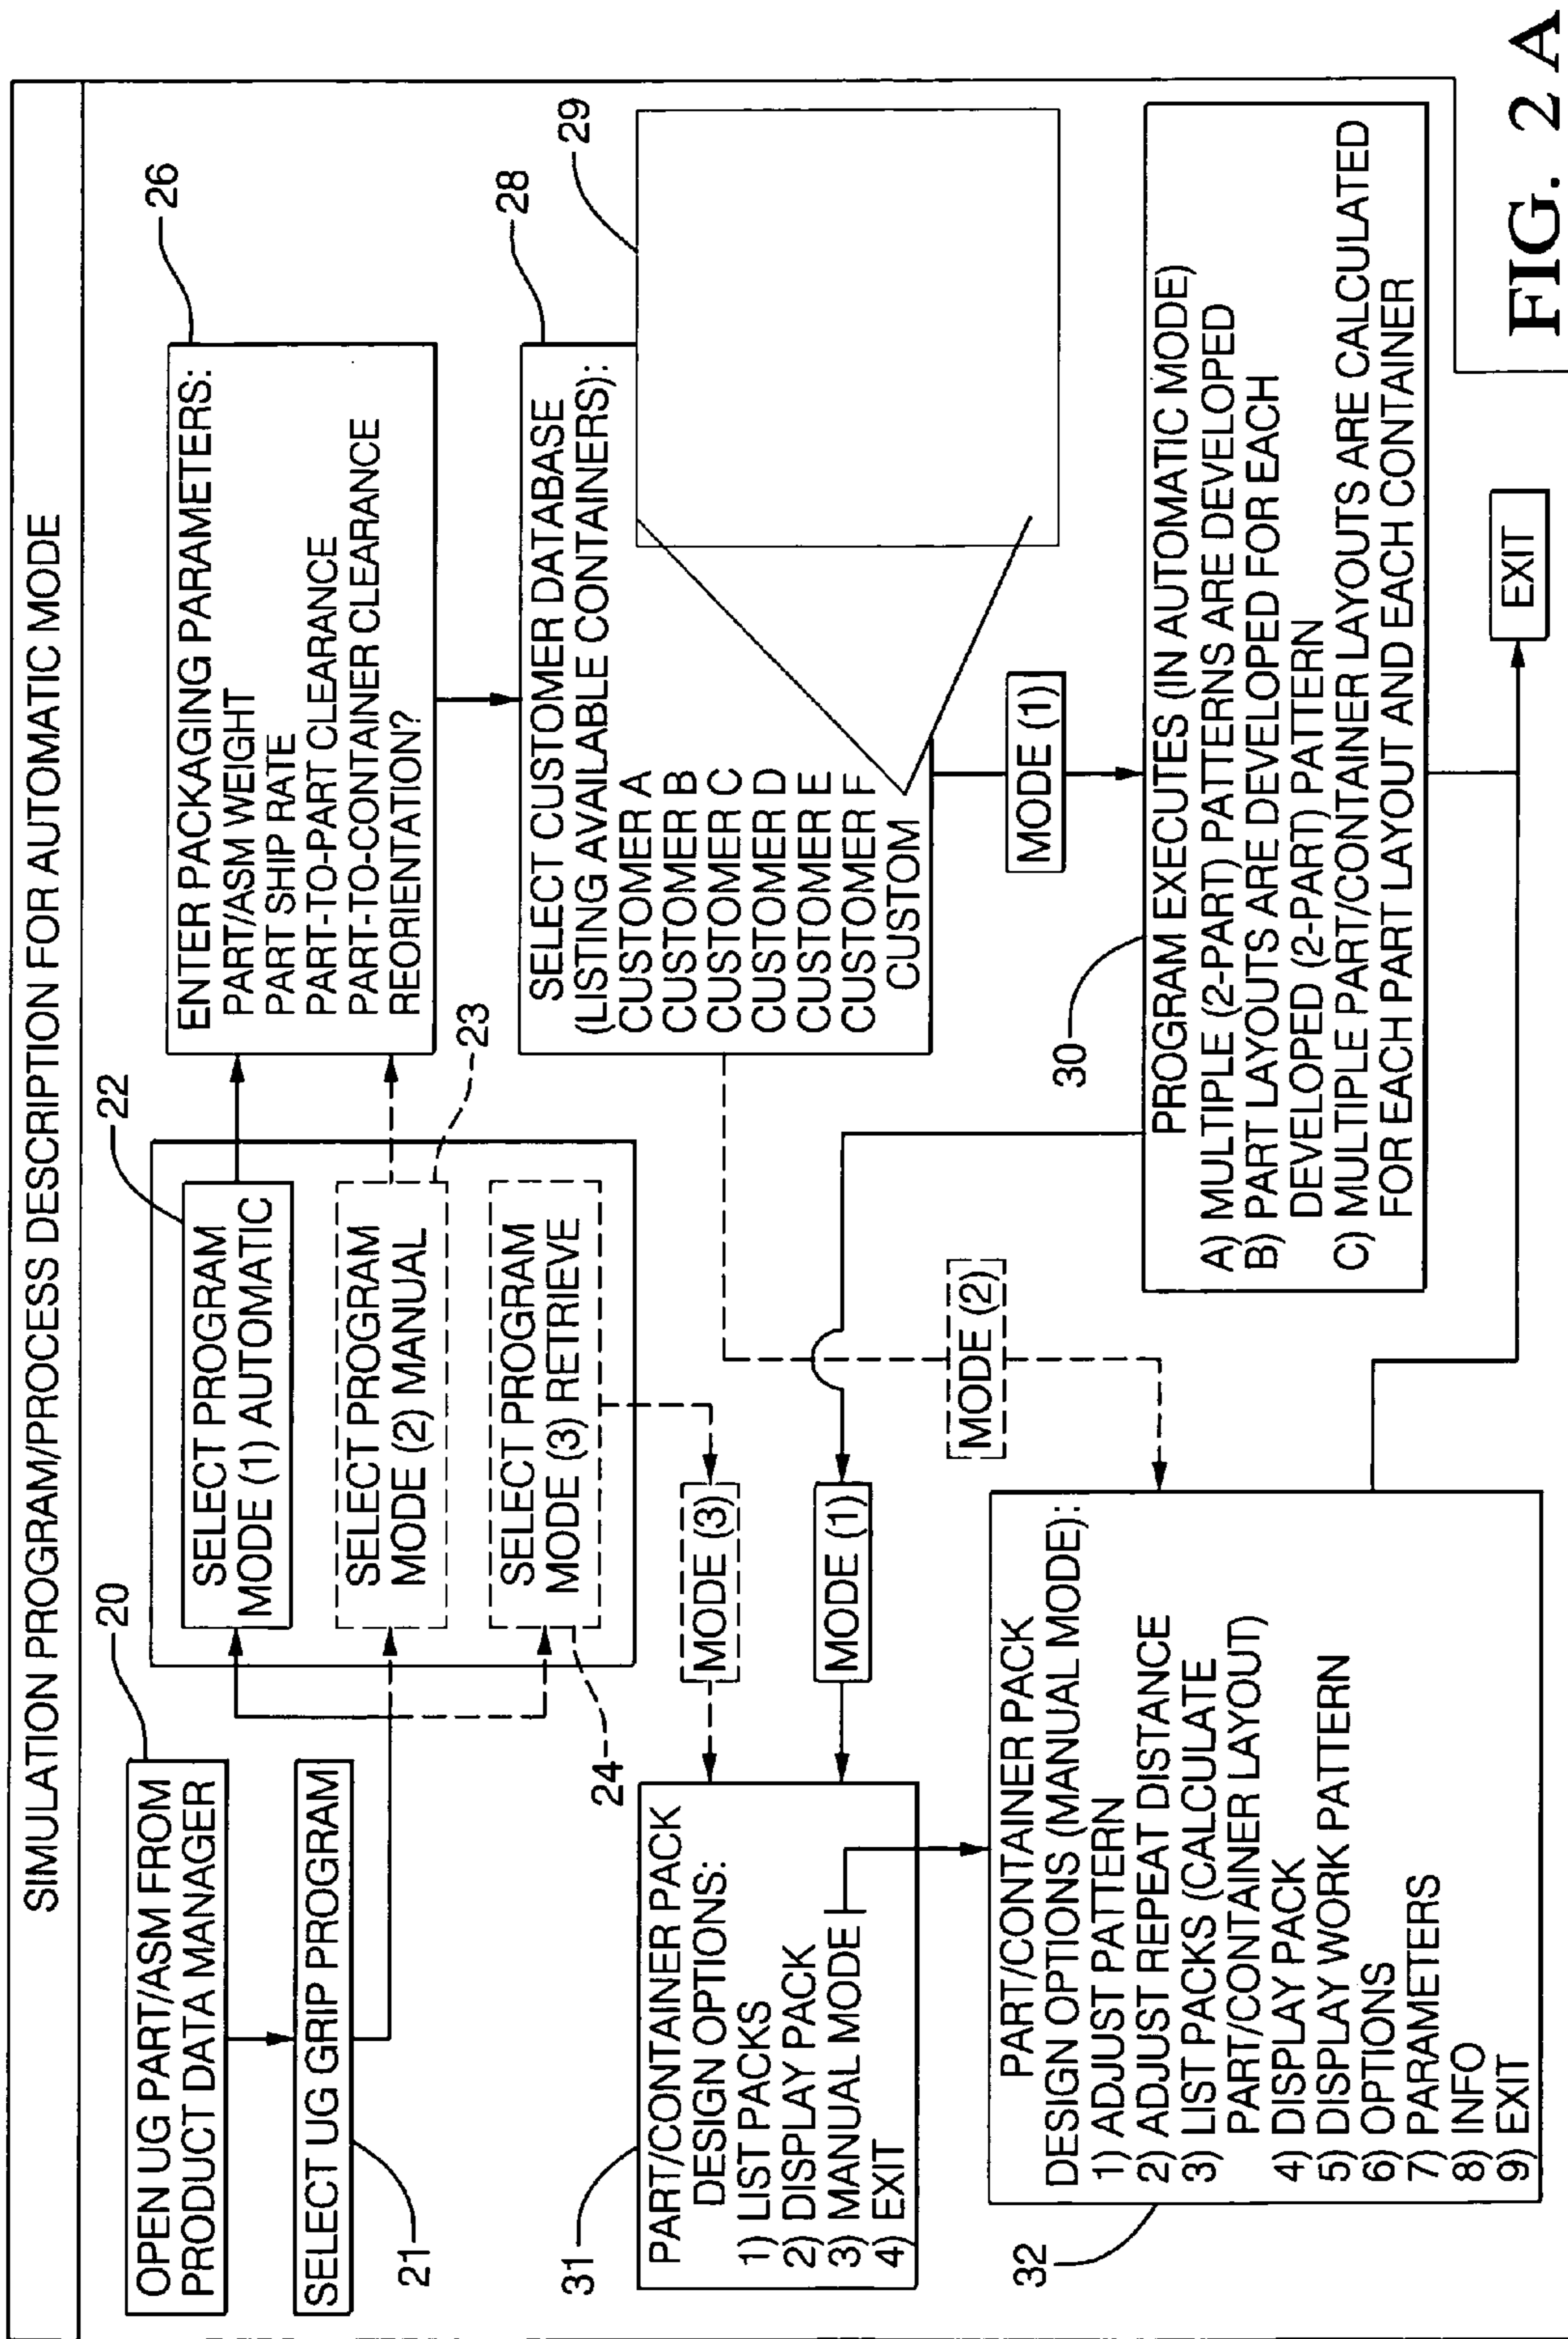 SIMULATION PROGRAM/PROCESS DESCRIPTION FOR AUTOMATIC MODE
20
OPEN UG PART/ASM FROM
PRODUCT DATA MANAGER
SELECT UG GRIP PROGRAM
21
22
SELECT PROGRAM
MODE (1) AUTOMATIC
SELECT PROGRAM
MODE (2) MANUAL
23
SELECT PROGRAM
MODE (3) RETRIEVE
24
26
ENTER PACKAGING PARAMETERS:
PART/ASM WEIGHT
PART SHIP RATE
PART-TO-PART CLEARANCE
PART-TO-CONTAINER CLEARANCE
REORIENTATION?
28
SELECT CUSTOMER DATABASE
(LISTING AVAILABLE CONTAINERS):
CUSTOMER A
CUSTOMER B
CUSTOMER C
CUSTOMER D
CUSTOMER E
CUSTOMER F
CUSTOM
29
MODE (3)
MODE (1)
MODE (2)
MODE (1)
31
PART/CONTAINER PACK
DESIGN OPTIONS:
1) LIST PACKS
2) DISPLAY PACK
3) MANUAL MODE
4) EXIT
30
PROGRAM EXECUTES (IN AUTOMATIC MODE)
A) MULTIPLE (2-PART) PATTERNS ARE DEVELOPED
B) PART LAYOUTS ARE DEVELOPED FOR EACH
DEVELOPED (2-PART) PATTERN
C) MULTIPLE PART/CONTAINER LAYOUTS ARE CALCULATED
FOR EACH PART LAYOUT AND EACH CONTAINER
32
PART/CONTAINER PACK
DESIGN OPTIONS (MANUAL MODE):
1) ADJUST PATTERN
2) ADJUST REPEAT DISTANCE
3) LIST PACKS (CALCULATE
PART/CONTAINER LAYOUT)
4) DISPLAY PACK
5) DISPLAY WORK PATTERN
6) OPTIONS
7) PARAMETERS
8) INFO
9) EXIT
EXIT
FIG. 2 A